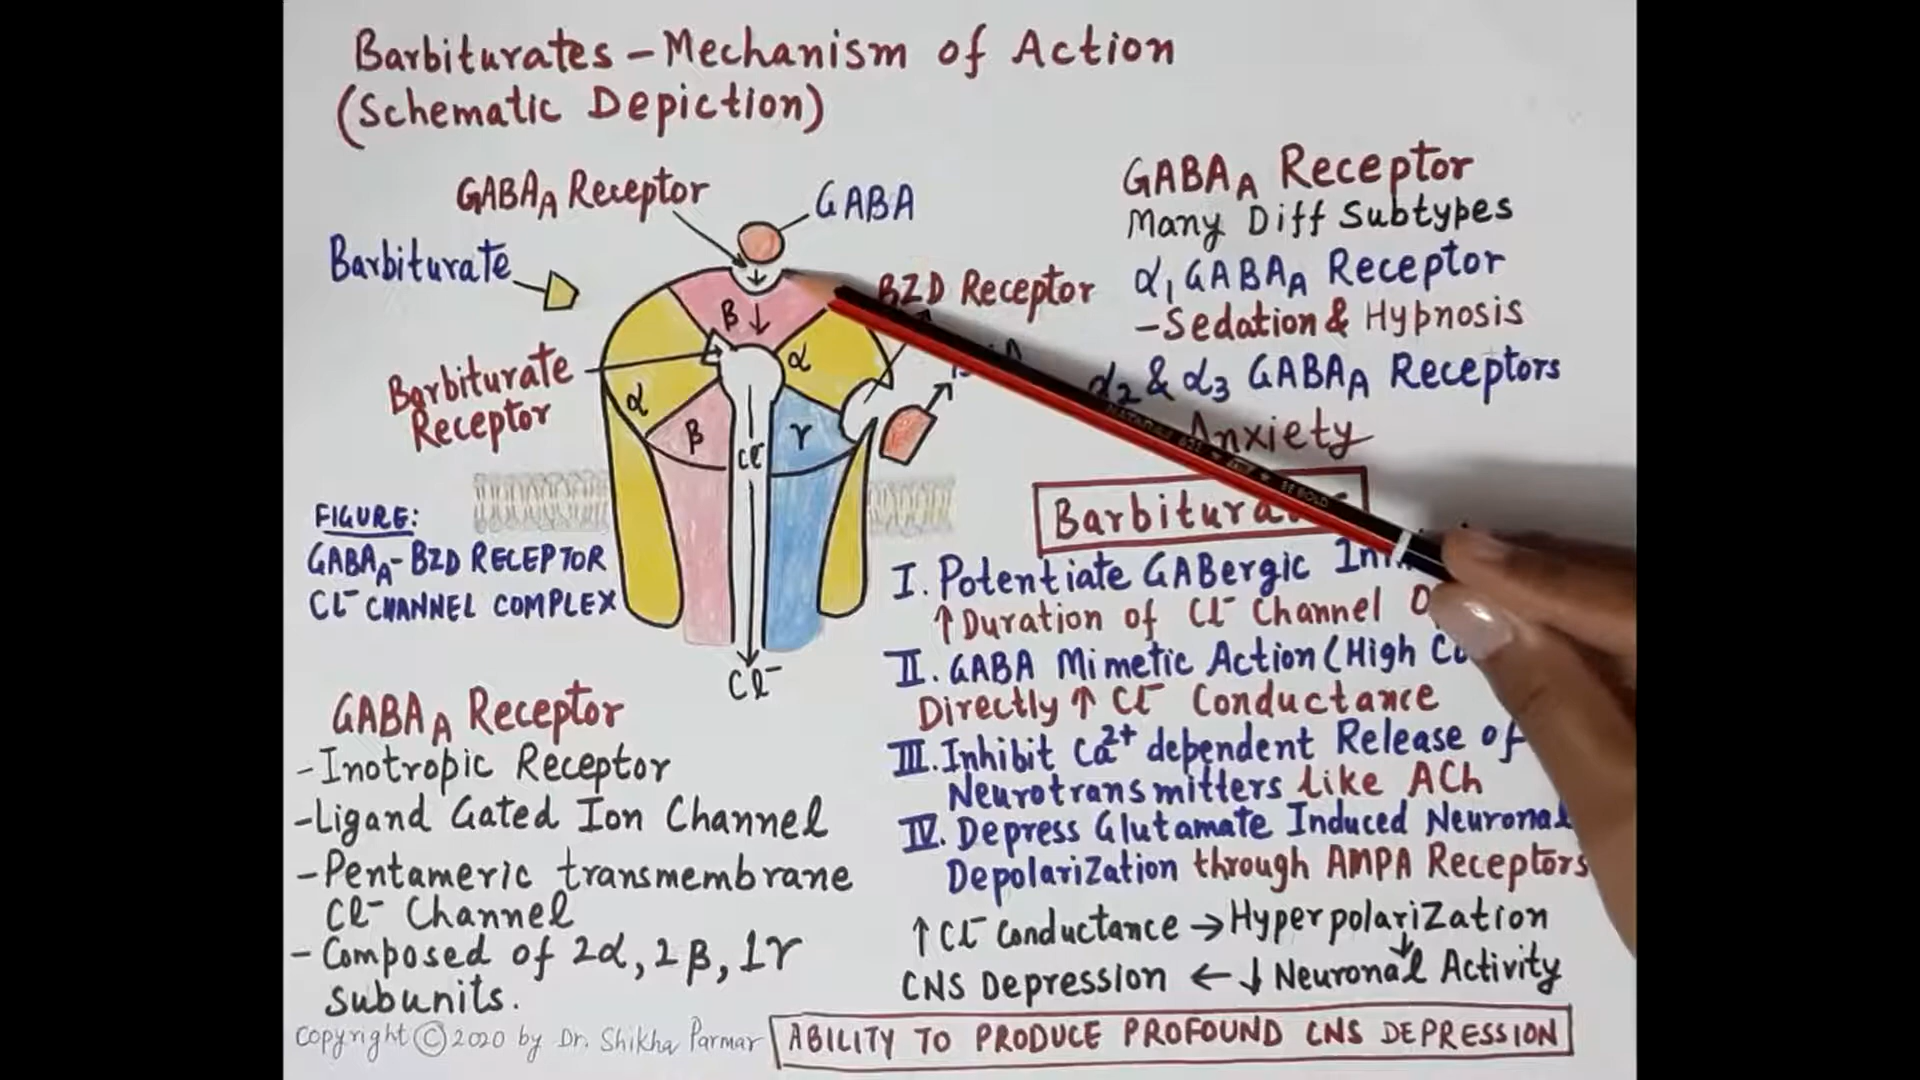 Barbiturates – Mechanism of Action
(Schematic Depiction)
GABAA Receptor
GABA
Barbiturate
BZD Receptor
β
α
Barbiturate
Receptor
α
β
γ
Cl-
FIGURE:
GABAA-BZD RECEPTOR
Cl- CHANNEL COMPLEX
Cl-
GABAA Receptor
-Inotropic Receptor
-Ligand Gated Ion Channel
-Pentameric transmembrane
Cl- Channel
- Composed of 2α, 2β, 1γ
subunits.
Copyright © 2020 by Dr. Shikha Parmar
GABAA Receptor
Many Diff Subtypes
α1 GABAA Receptor
-Sedation & Hypnosis
α2 & α3 GABAA Receptors
Anxiety
I. Potentiate GABergic
↑Duration of Cl- Channel
II. GABA Mimetic Action (High
Directly ↑ Cl- Conductance
III. Inhibit Ca2+ dependent Release of
Neurotransmitters like ACh
IV. Depress Glutamate Induced Neuronal
Depolarization through AMPA Receptors
↑ Cl- Conductance → Hyperpolarization
↓
CNS Depression ← ↓ Neuronal Activity
ABILITY TO PRODUCE PROFOUND CNS DEPRESSION